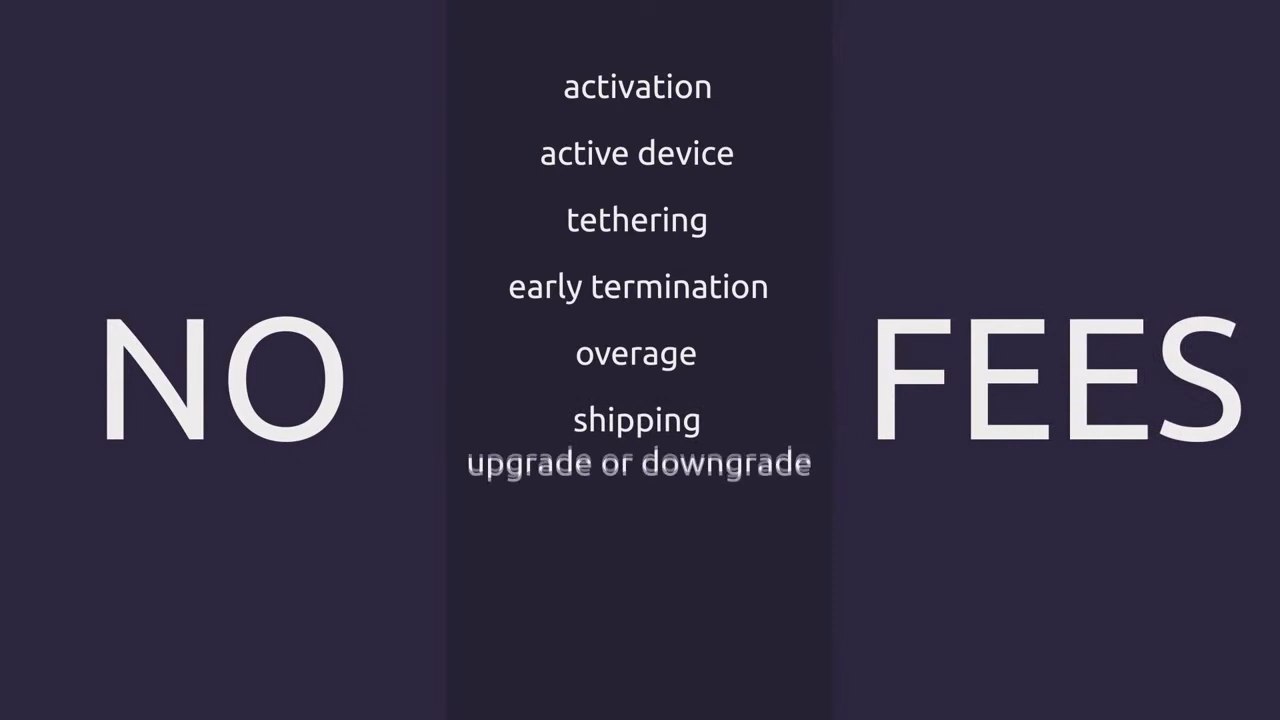 NO
activation
active device
tethering
early termination
overage
shipping
upgrade or downgrade
FEES